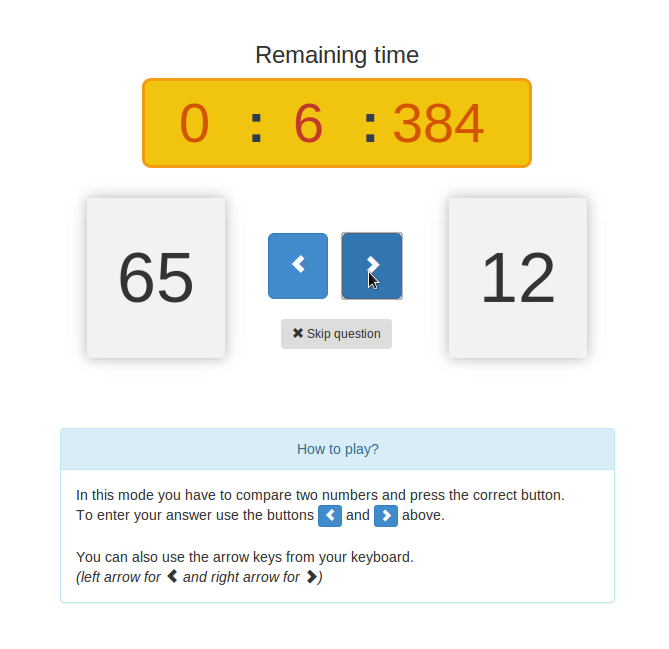 Remaining time
0 : 6 : 384
65
12
Skip question
How to play?
In this mode you have to compare two numbers and press the correct button.
To enter your answer use the buttons and above.
You can also use the arrow keys from your keyboard.
(left arrow for and right arrow for )